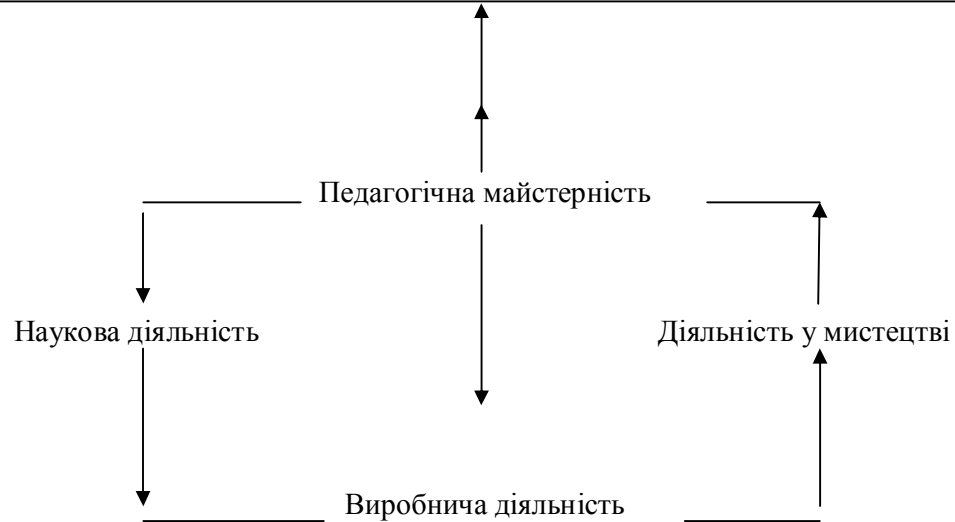 Педагогічна майстерність
Наукова діяльність
Діяльність у мистецтві
Виробнича діяльність